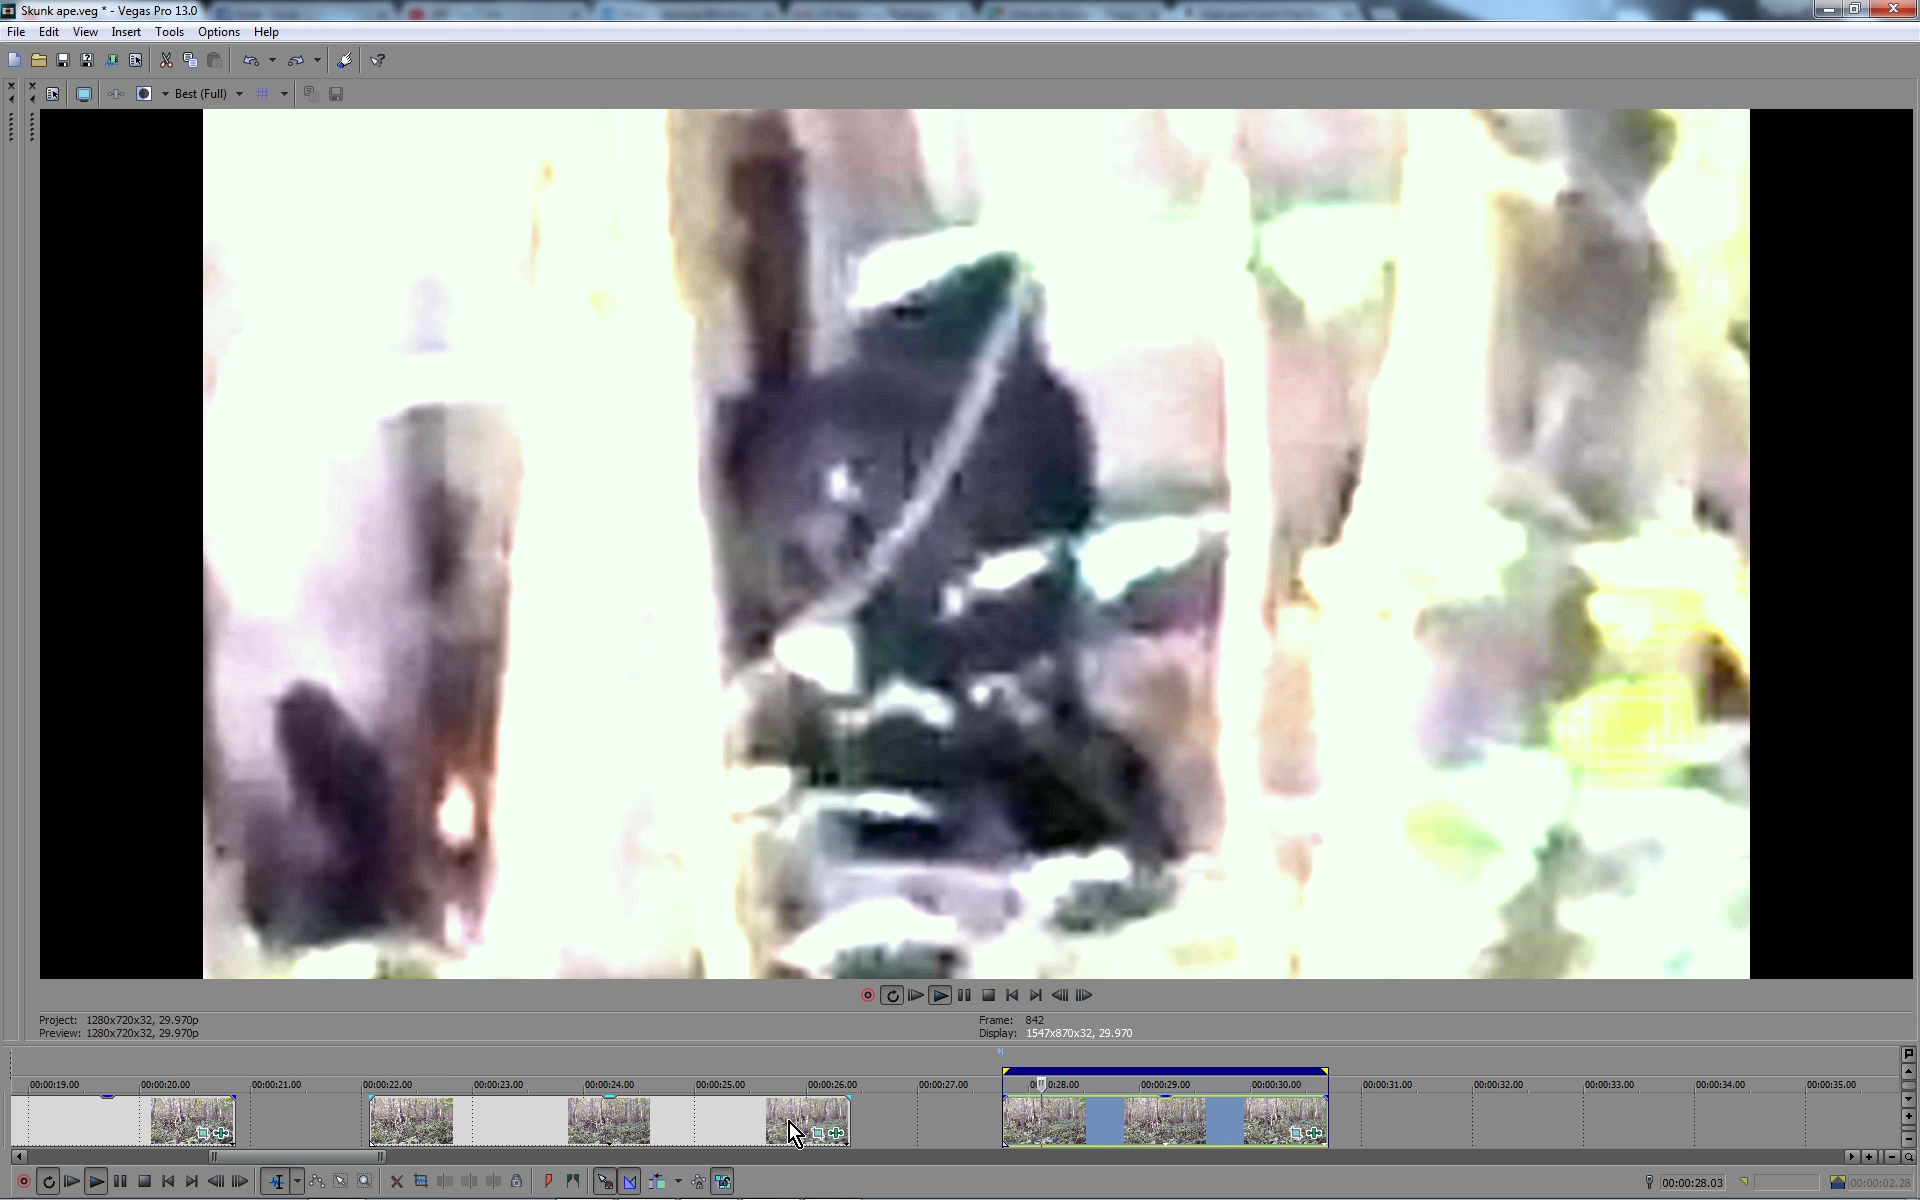 Skunk ape.veg * - Vegas Pro 13.0
File Edit View Insert Tools Options Help
Best (Full)
Project: 1280x720x32, 29.970p
Preview: 1280x720x32, 29.970p
Frame: 842
Display: 1547x870x32, 29.970
00:00:19.00 00:00:20.00 00:00:21.00 00:00:22.00 00:00:23.00 00:00:24.00 00:00:25.00 00:00:26.00 00:00:27.00 0:28.00 00:00:29.00 00:00:30.00 00:00:31.00 00:00:32.00 00:00:33.00 00:00:34.00 00:00:35.00
00:00:28.03 00:00:02.28